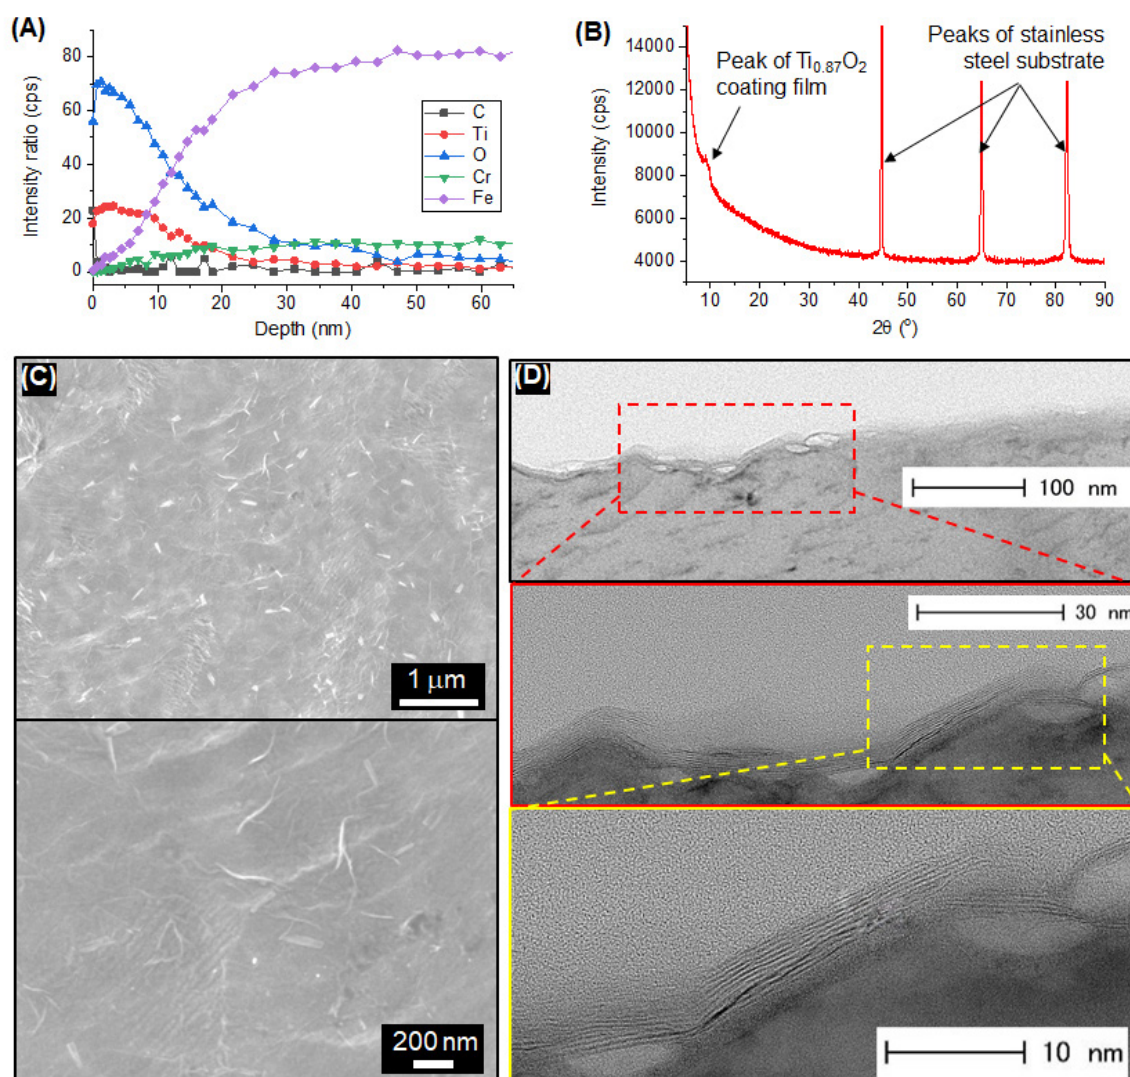 (A)
80
60
40
20
0
Intensity ratio (cps)
C
Ti
O
Cr
Fe
0 10 20 30 40 50 60
Depth (nm)
(B)
14000
12000
10000
8000
6000
4000
Intensity (cps)
Peak of Ti0.87O2
coating film
Peaks of stainless
steel substrate
10 20 30 40 50 60 70 80 90
2θ (°)
(C)
1 μm
200 nm
(D)
100 nm
30 nm
10 nm